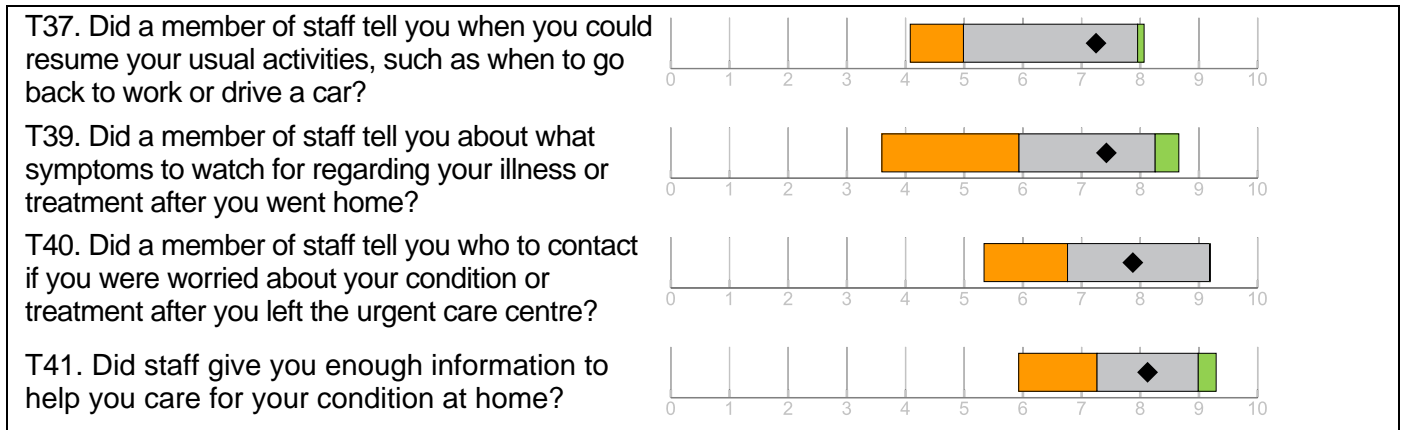 T37. Did a member of staff tell you when you could
resume your usual activities, such as when to go
back to work or drive a car?
0 1 2 3 4 5 6 7 8 9 10
T39. Did a member of staff tell you about what
symptoms to watch for regarding your illness or
treatment after you went home?
0 1 2 3 4 5 6 7 8 9 10
T40. Did a member of staff tell you who to contact
if you were worried about your condition or
treatment after you left the urgent care centre?
0 1 2 3 4 5 6 7 8 9 10
T41. Did staff give you enough information to
help you care for your condition at home?
0 1 2 3 4 5 6 7 8 9 10